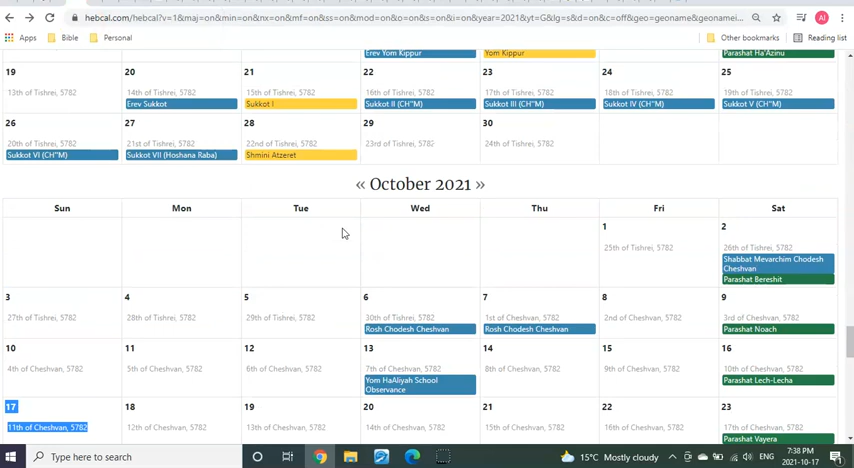 hebcal.com/hebcal?v=1&maj=on&min=on&nx=on&mf=on&ss=on&mod=on&o=on&s=on&i=on&year=2021&yt=G&lg=s&d=on&c=off&geo=geoname&geonamei...
AI
Apps Bible Personal Other bookmarks Reading list
Erev Yom Kippur Yom Kippur Parashat Ha'Azinu
19 20 21 22 23 24 25
13th of Tishrei, 5782 14th of Tishrei, 5782 15th of Tishrei, 5782 16th of Tishrei, 5782 17th of Tishrei, 5782 18th of Tishrei, 5782 19th of Tishrei, 5782
Erev Sukkot Sukkot I Sukkot II (CH''M) Sukkot III (CH''M) Sukkot IV (CH''M) Sukkot V (CH''M)
26 27 28 29 30
20th of Tishrei, 5782 21st of Tishrei, 5782 22nd of Tishrei, 5782 23rd of Tishrei, 5782 24th of Tishrei, 5782
Sukkot VI (CH''M) Sukkot VII (Hoshana Raba) Shmini Atzeret
« October 2021 »
Sun Mon Tue Wed Thu Fri Sat
1 2
25th of Tishrei, 5782 26th of Tishrei, 5782
Shabbat Mevarchim Chodesh
Cheshvan
Parashat Bereshit
3 4 5 6 7 8 9
27th of Tishrei, 5782 28th of Tishrei, 5782 29th of Tishrei, 5782 30th of Tishrei, 5782 1st of Cheshvan, 5782 2nd of Cheshvan, 5782 3rd of Cheshvan, 5782
Rosh Chodesh Cheshvan Rosh Chodesh Cheshvan Parashat Noach
10 11 12 13 14 15 16
4th of Cheshvan, 5782 5th of Cheshvan, 5782 6th of Cheshvan, 5782 7th of Cheshvan, 5782 8th of Cheshvan, 5782 9th of Cheshvan, 5782 10th of Cheshvan, 5782
Yom HaAliyah School Parashat Lech-Lecha
Observance
17 18 19 20 21 22 23
11th of Cheshvan, 5782 12th of Cheshvan, 5782 13th of Cheshvan, 5782 14th of Cheshvan, 5782 15th of Cheshvan, 5782 16th of Cheshvan, 5782 17th of Cheshvan, 5782
Parashat Vayera
Type here to search 15°C Mostly cloudy ENG 7:38 PM
2021-10-17